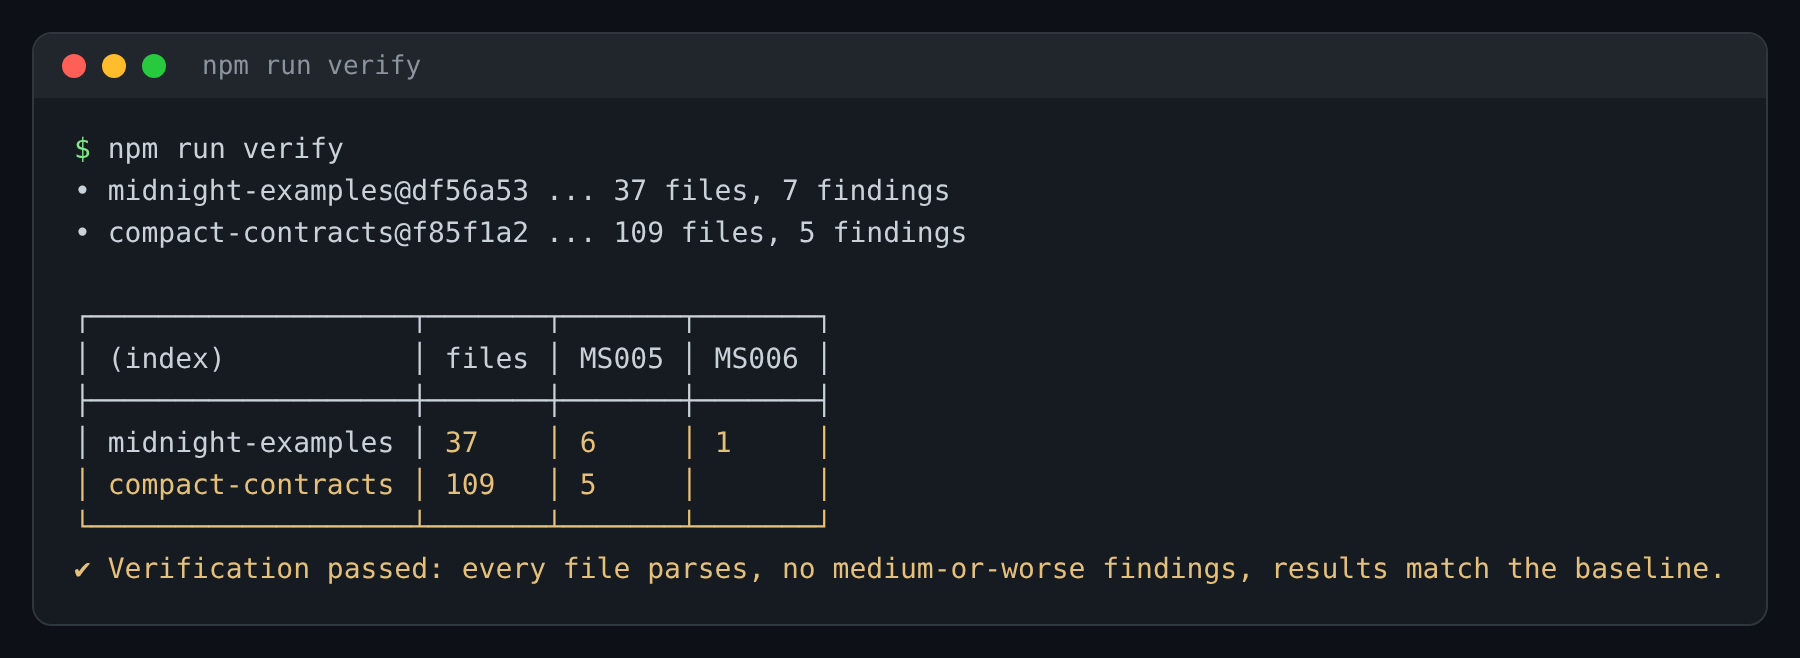 npm run verify
$ npm run verify
• midnight-examples@df56a53 ... 37 files, 7 findings
• compact-contracts@f85f1a2 ... 109 files, 5 findings
┌───────────────────┬───────┬───────┬───────┐
│ (index)           │ files │ MS005 │ MS006 │
├───────────────────┼───────┼───────┼───────┤
│ midnight-examples │ 37    │ 6     │ 1     │
│ compact-contracts │ 109   │ 5     │       │
└───────────────────┴───────┴───────┴───────┘
✔ Verification passed: every file parses, no medium-or-worse findings, results match the baseline.